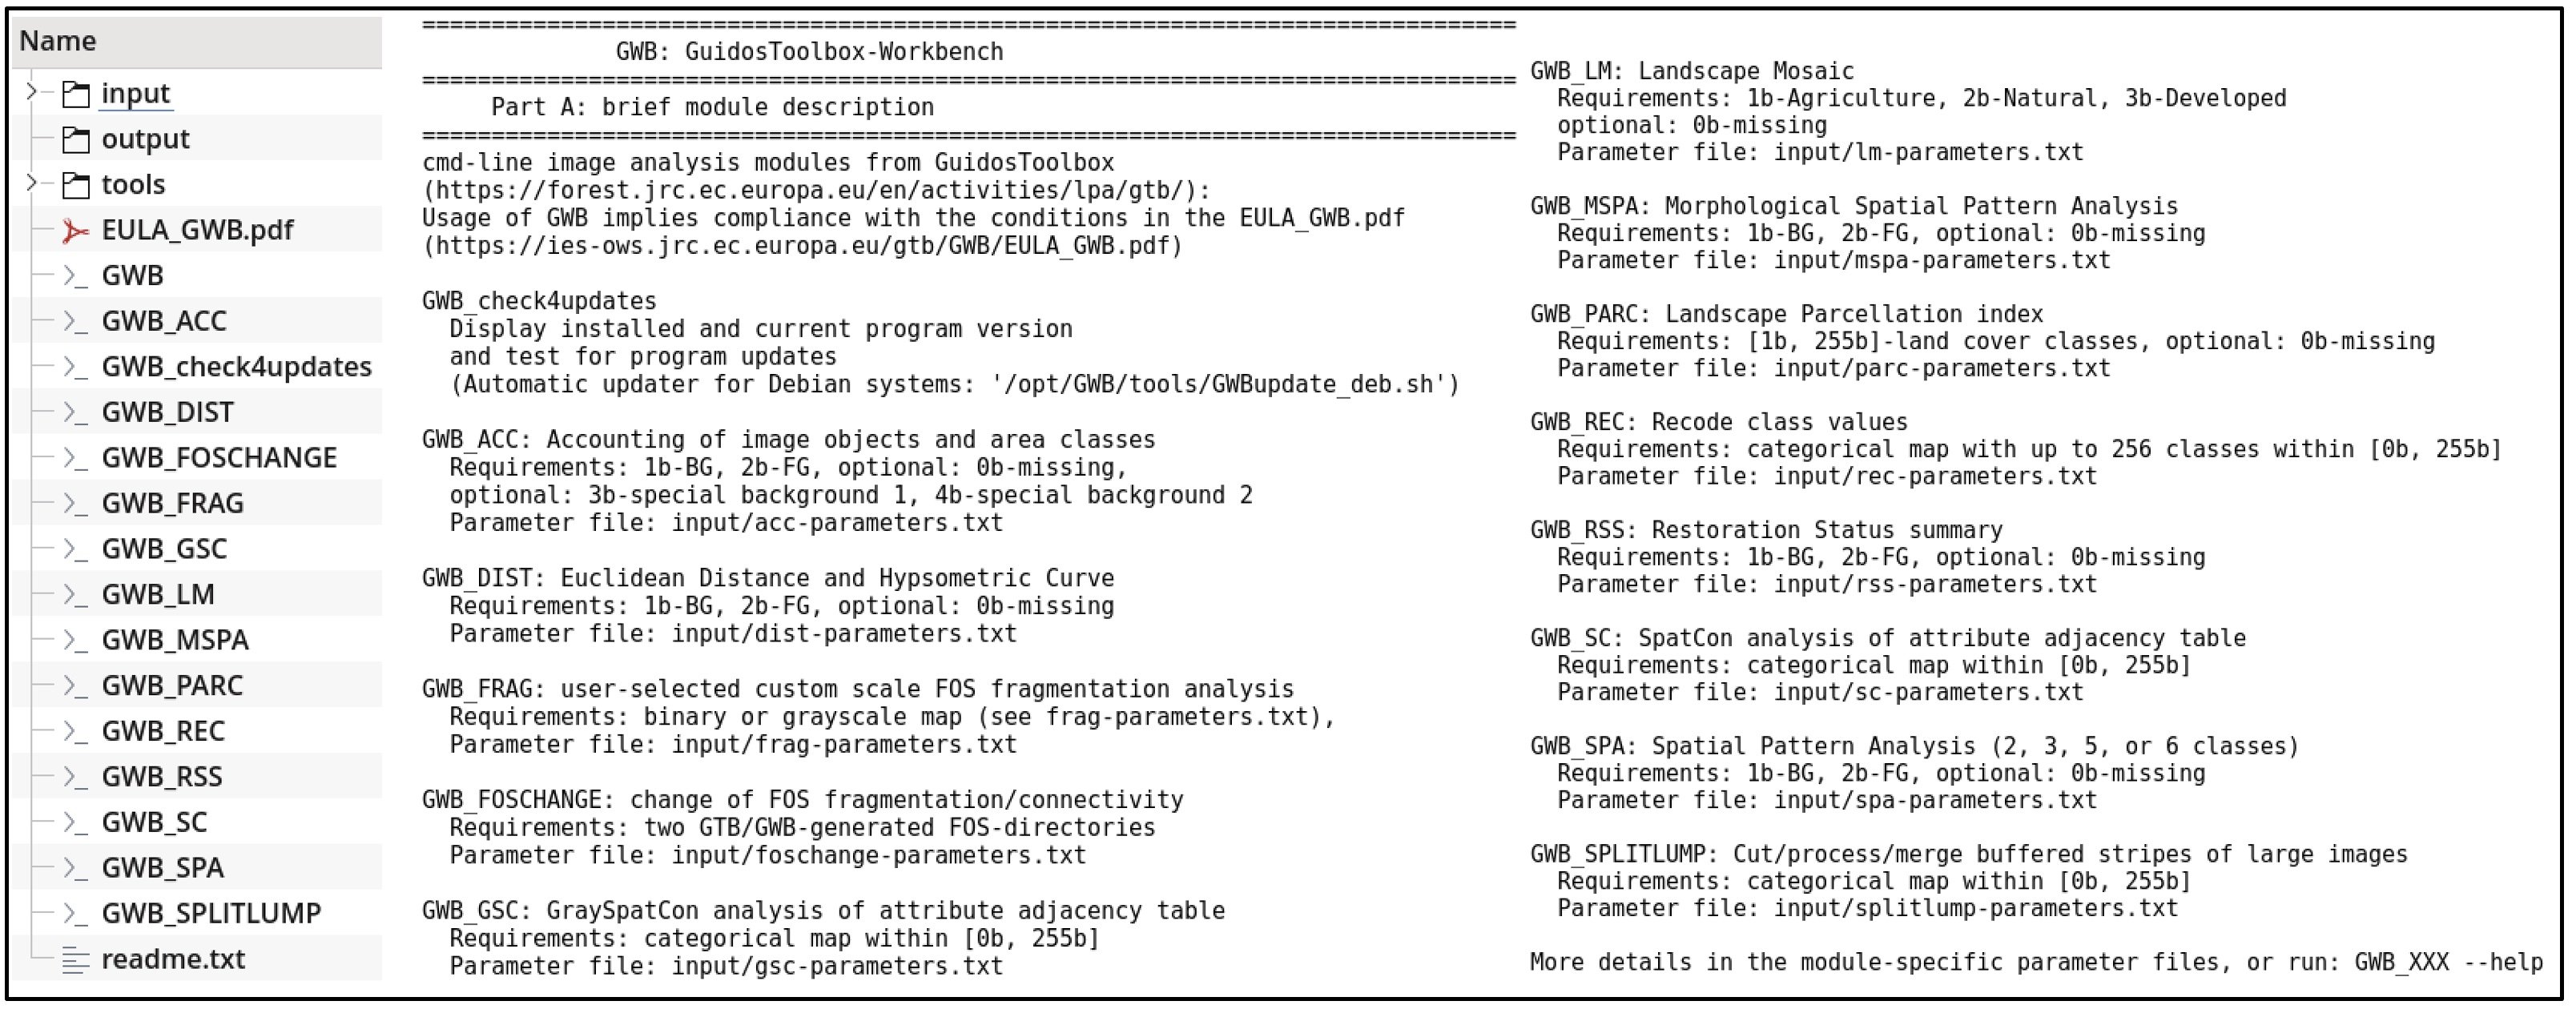 Name
input
output
tools
EULA_GWB.pdf
GWB
GWB_ACC
GWB_check4updates
GWB_DIST
GWB_FOSCHANGE
GWB_FRAG
GWB_GSC
GWB_LM
GWB_MSPA
GWB_PARC
GWB_REC
GWB_RSS
GWB_SC
GWB_SPA
GWB_SPLITLUMP
readme.txt
===============================================================================
GWB: GuidosToolbox-Workbench
===============================================================================
Part A: brief module description
===============================================================================
cmd-line image analysis modules from GuidosToolbox
(https://forest.jrc.ec.europa.eu/en/activities/lpa/gtb/):
Usage of GWB implies compliance with the conditions in the EULA_GWB.pdf
(https://ies-ows.jrc.ec.europa.eu/gtb/GWB/EULA_GWB.pdf)
GWB_check4updates
Display installed and current program version
and test for program updates
(Automatic updater for Debian systems: '/opt/GWB/tools/GWBupdate_deb.sh')
GWB_ACC: Accounting of image objects and area classes
Requirements: 1b-BG, 2b-FG, optional: 0b-missing,
optional: 3b-special background 1, 4b-special background 2
Parameter file: input/acc-parameters.txt
GWB_DIST: Euclidean Distance and Hypsometric Curve
Requirements: 1b-BG, 2b-FG, optional: 0b-missing
Parameter file: input/dist-parameters.txt
GWB_FRAG: user-selected custom scale FOS fragmentation analysis
Requirements: binary or grayscale map (see frag-parameters.txt),
Parameter file: input/frag-parameters.txt
GWB_FOSCHANGE: change of FOS fragmentation/connectivity
Requirements: two GTB/GWB-generated FOS-directories
Parameter file: input/foschange-parameters.txt
GWB_GSC: GraySpatCon analysis of attribute adjacency table
Requirements: categorical map within [0b, 255b]
Parameter file: input/gsc-parameters.txt
GWB_LM: Landscape Mosaic
Requirements: 1b-Agriculture, 2b-Natural, 3b-Developed
optional: 0b-missing
Parameter file: input/lm-parameters.txt
GWB_MSPA: Morphological Spatial Pattern Analysis
Requirements: 1b-BG, 2b-FG, optional: 0b-missing
Parameter file: input/mspa-parameters.txt
GWB_PARC: Landscape Parcellation index
Requirements: [1b, 255b]-land cover classes, optional: 0b-missing
Parameter file: input/parc-parameters.txt
GWB_REC: Recode class values
Requirements: categorical map with up to 256 classes within [0b, 255b]
Parameter file: input/rec-parameters.txt
GWB_RSS: Restoration Status summary
Requirements: 1b-BG, 2b-FG, optional: 0b-missing
Parameter file: input/rss-parameters.txt
GWB_SC: SpatCon analysis of attribute adjacency table
Requirements: categorical map within [0b, 255b]
Parameter file: input/sc-parameters.txt
GWB_SPA: Spatial Pattern Analysis (2, 3, 5, or 6 classes)
Requirements: 1b-BG, 2b-FG, optional: 0b-missing
Parameter file: input/spa-parameters.txt
GWB_SPLITLUMP: Cut/process/merge buffered stripes of large images
Requirements: categorical map within [0b, 255b]
Parameter file: input/splitlump-parameters.txt
More details in the module-specific parameter files, or run: GWB_XXX --help